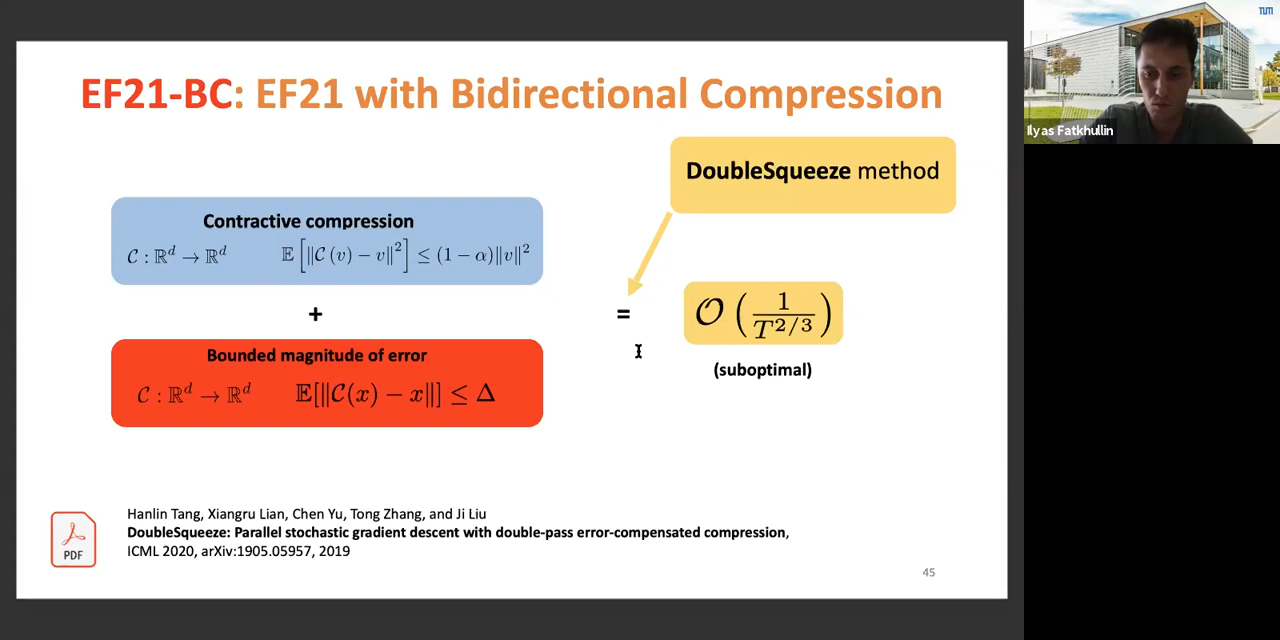 EF21-BC: EF21 with Bidirectional Compression
DoubleSqueeze method
Contractive compression
𝒞 : ℝ^d → ℝ^d    𝔼[‖𝒞(v) − v‖^2] ≤ (1 − α)‖v‖^2
+
=
𝒪(1/T^{2/3})
(suboptimal)
Bounded magnitude of error
𝒞 : ℝ^d → ℝ^d    𝔼[‖𝒞(x) − x‖] ≤ Δ
Hanlin Tang, Xiangru Lian, Chen Yu, Tong Zhang, and Ji Liu
DoubleSqueeze: Parallel stochastic gradient descent with double-pass error-compensated compression,
ICML 2020, arXiv:1905.05957, 2019
PDF
45
TUM
Ilyas Fatkhullin